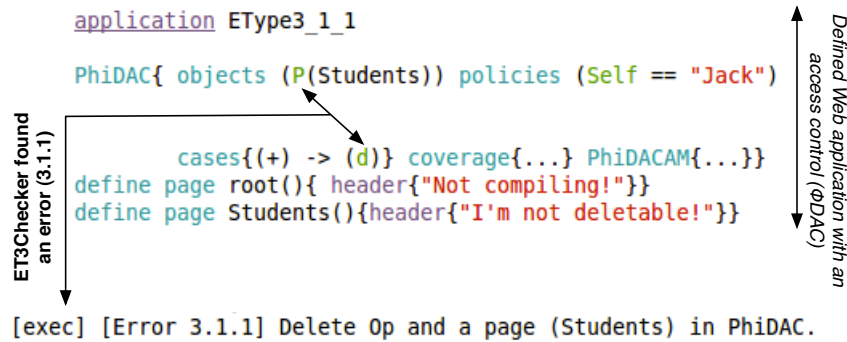 application EType3_1_1
PhiDAC{ objects (P(Students)) policies (Self == "Jack")
cases{(+) -> (d)} coverage{...} PhiDACAM{...}}
define page root(){ header{"Not compiling!"}}
define page Students(){header{"I'm not deletable!"}}
ET3Checker found
an error (3.1.1)
Defined Web application with an
access control (ΦDAC)
[exec] [Error 3.1.1] Delete Op and a page (Students) in PhiDAC.